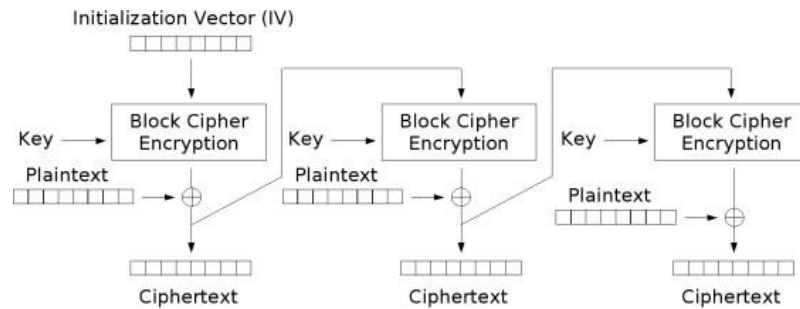 Initialization Vector (IV)
Key
Block Cipher
Encryption
Plaintext
Ciphertext
Key
Block Cipher
Encryption
Plaintext
Ciphertext
Key
Block Cipher
Encryption
Plaintext
Ciphertext